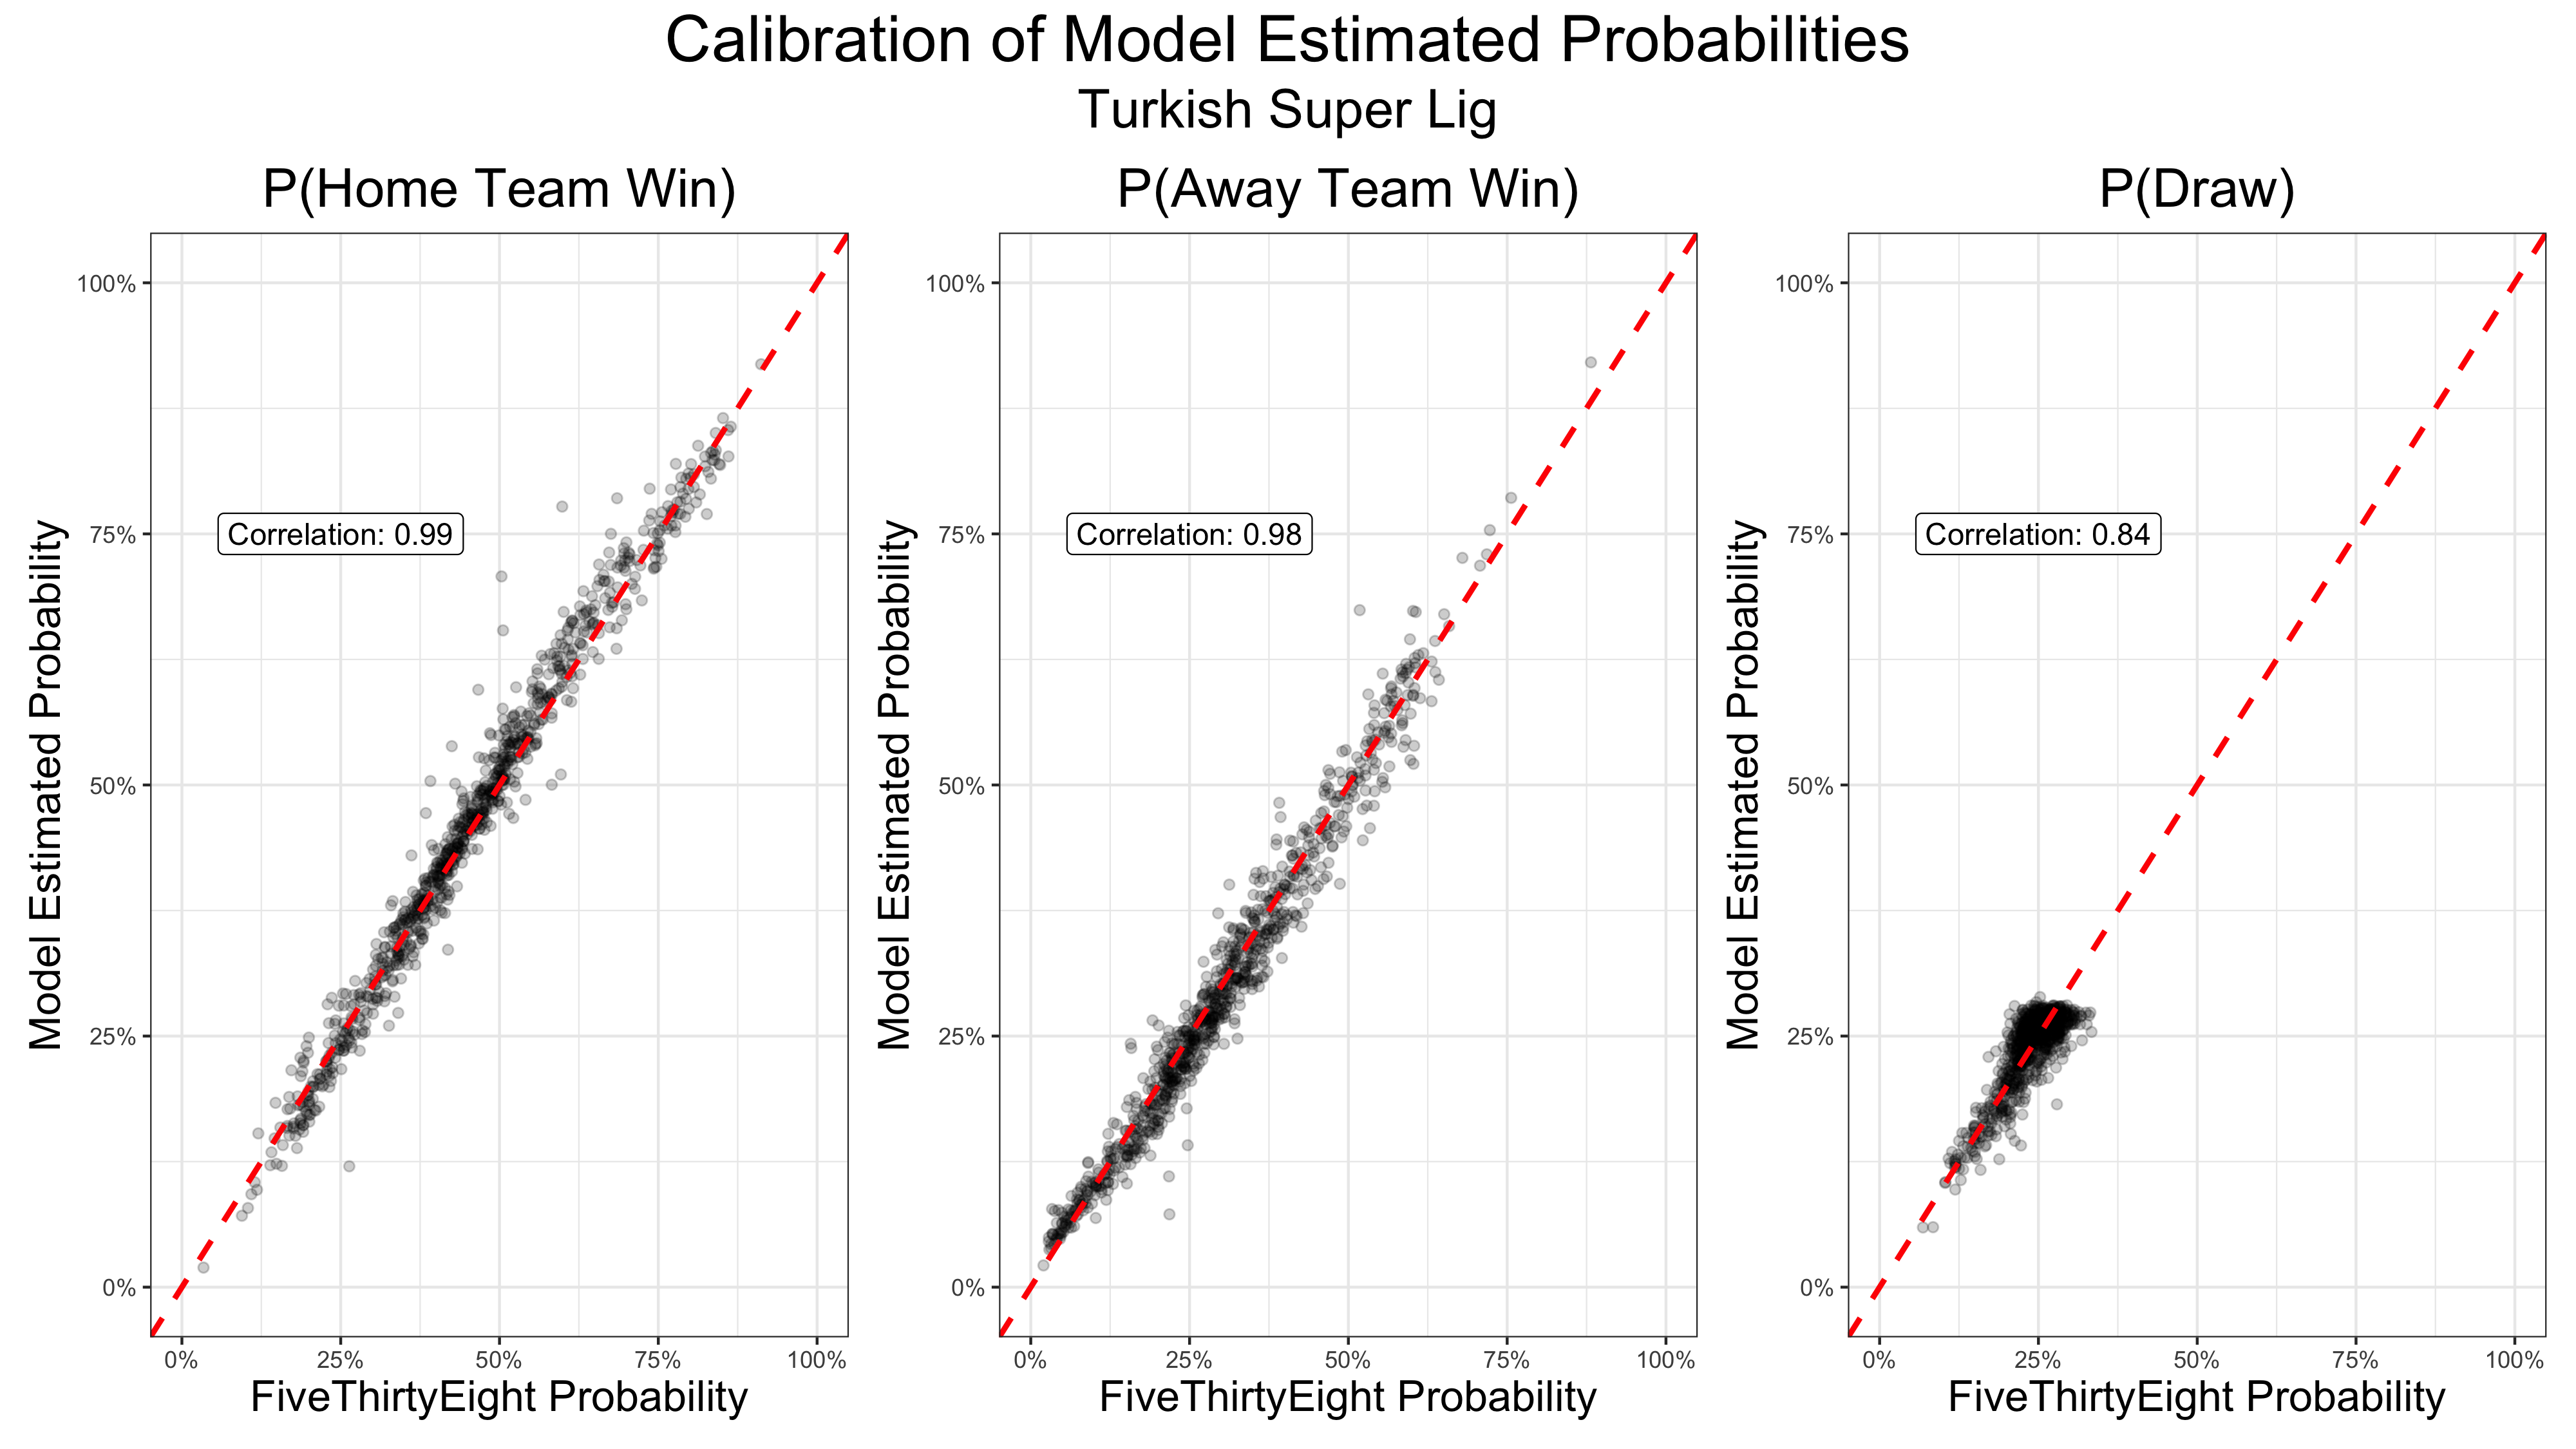 Calibration of Model Estimated Probabilities
Turkish Super Lig
P(Home Team Win)
Model Estimated Probability
100%
75%
50%
25%
0%
Correlation: 0.99
0% 25% 50% 75% 100%
FiveThirtyEight Probability
P(Away Team Win)
Model Estimated Probability
100%
75%
50%
25%
0%
Correlation: 0.98
0% 25% 50% 75% 100%
FiveThirtyEight Probability
P(Draw)
Model Estimated Probability
100%
75%
50%
25%
0%
Correlation: 0.84
0% 25% 50% 75% 100%
FiveThirtyEight Probability